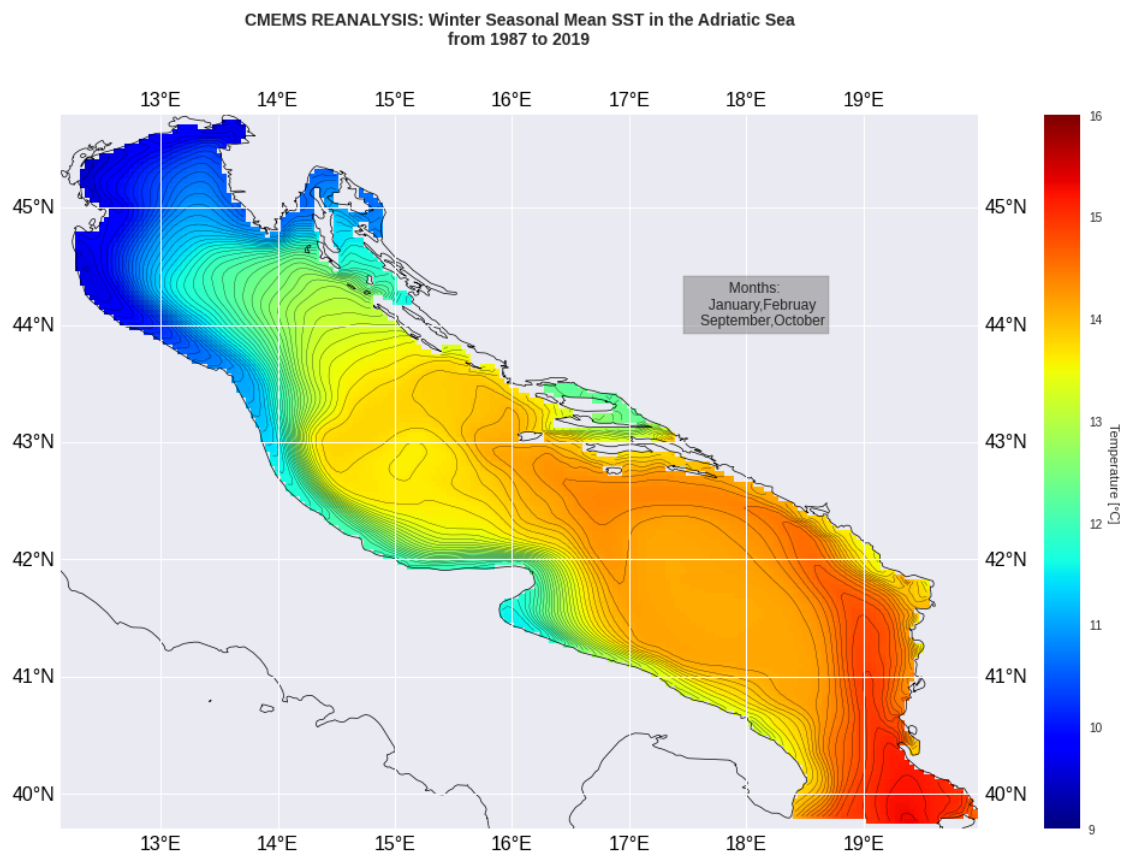 CMEMS REANALYSIS: Winter Seasonal Mean SST in the Adriatic Sea
from 1987 to 2019
13°E 14°E 15°E 16°E 17°E 18°E 19°E
16
45°N 45°N
15
Months:
January,Februay
September,October
44°N 44°N
14
43°N 43°N
13
Temperature [°C]
12
42°N 42°N
11
41°N 41°N
10
40°N 40°N
9
13°E 14°E 15°E 16°E 17°E 18°E 19°E